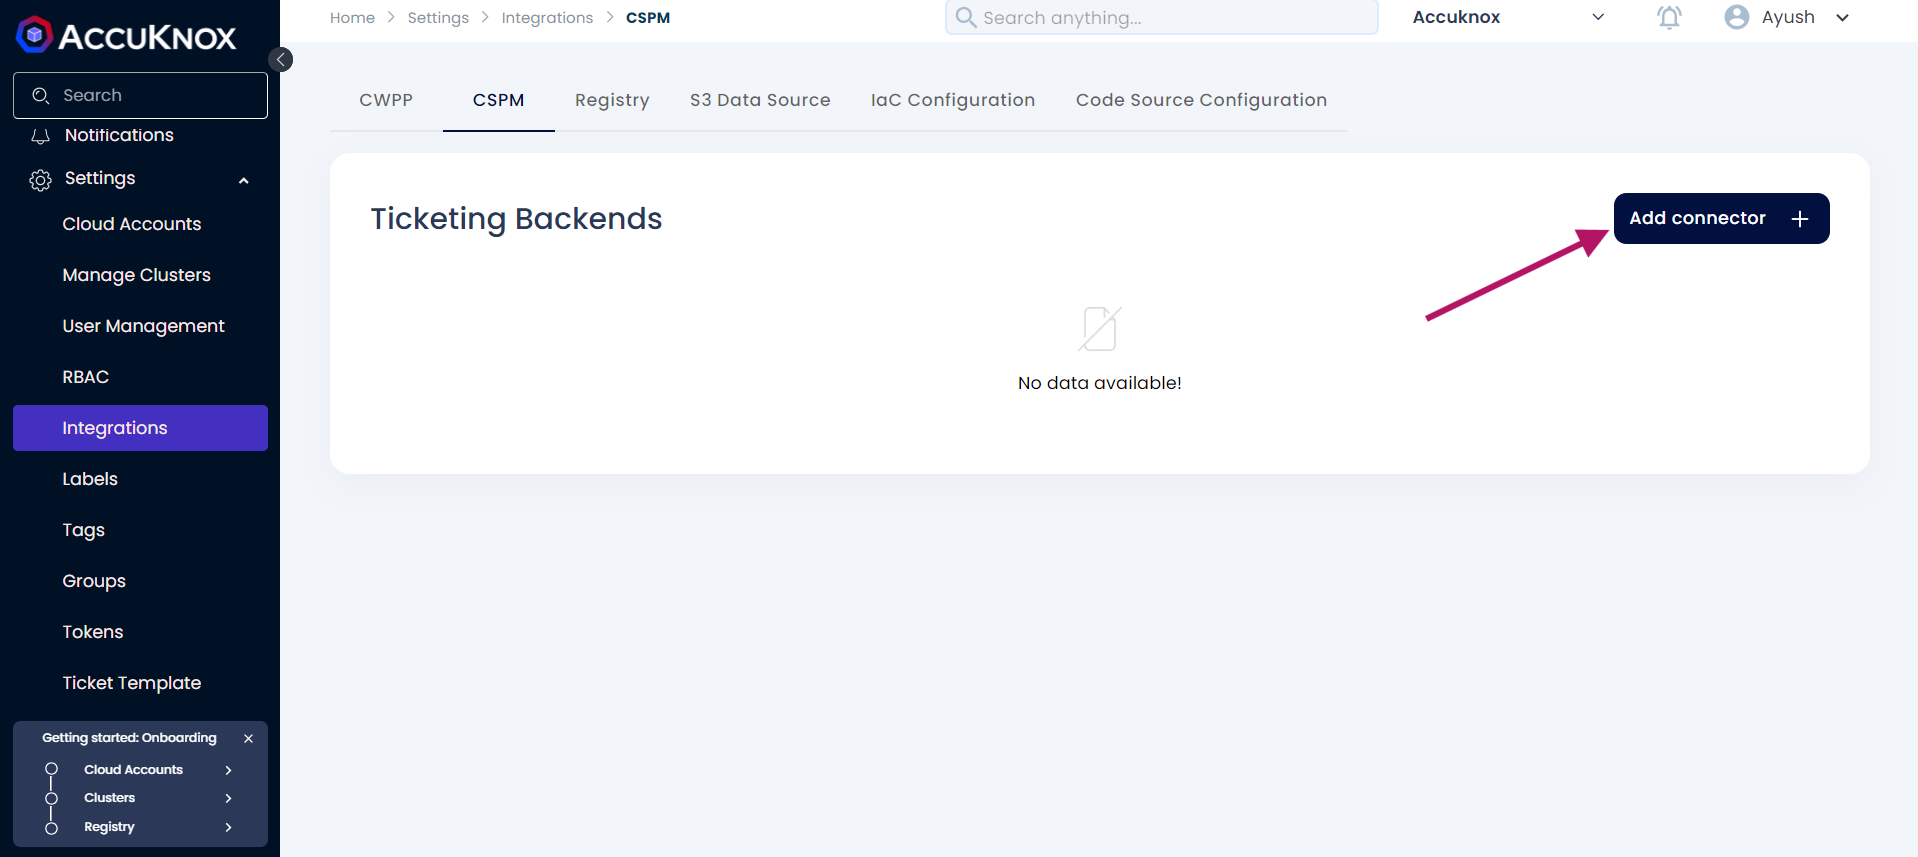 ACCUKNOX
Search
Notifications
Settings
Cloud Accounts
Manage Clusters
User Management
RBAC
Integrations
Labels
Tags
Groups
Tokens
Ticket Template
Getting started: Onboarding
Cloud Accounts
Clusters
Registry
Home > Settings > Integrations > CSPM
Search anything...
Accuknox
Ayush
CWPP CSPM Registry S3 Data Source IaC Configuration Code Source Configuration
Ticketing Backends
Add connector +
No data available!